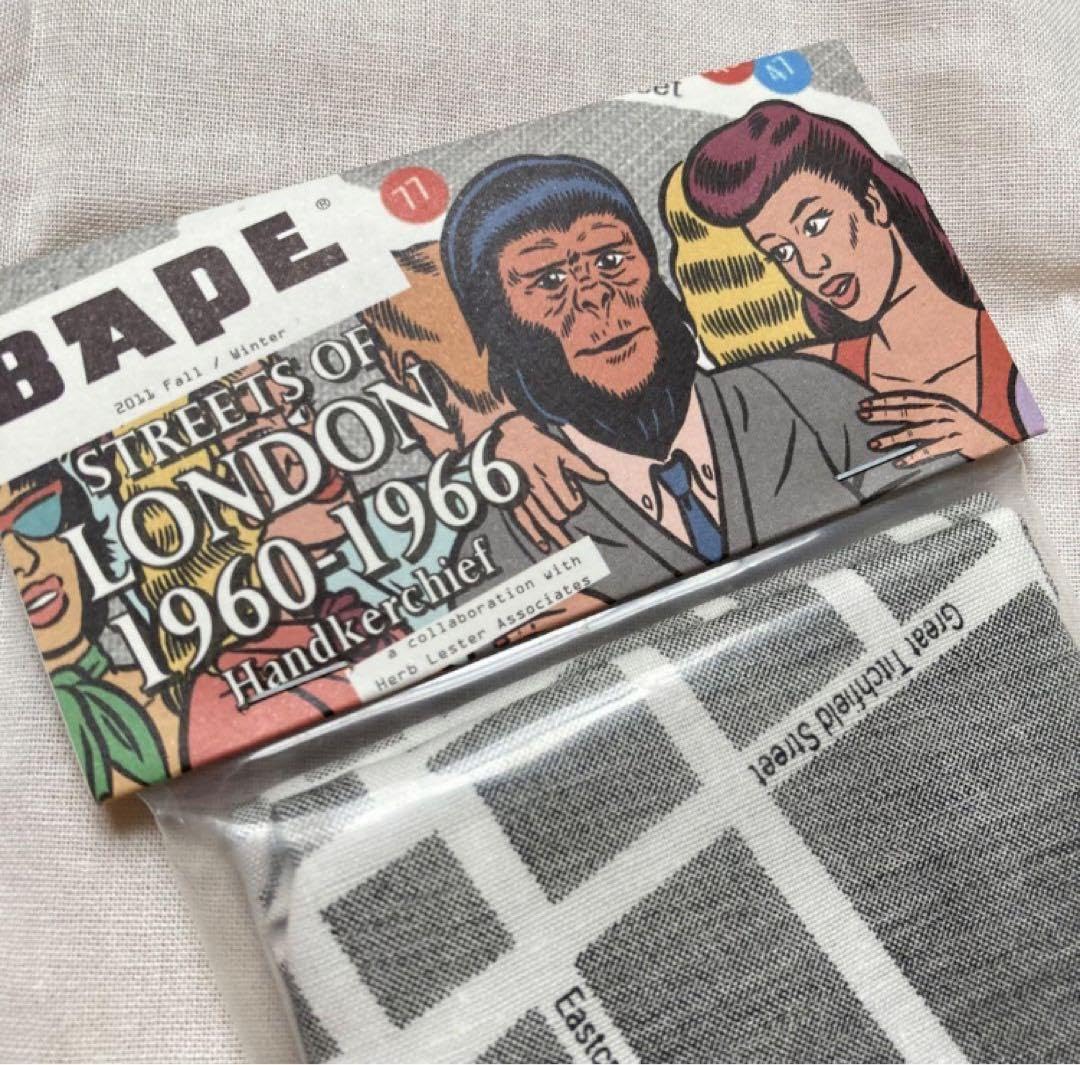 47
77
BAPE®
2011 Fall / Winter
STREETS OF
LONDON
1960-1966
Handkerchief
a collaboration with
Herb Lester Associates
Great Titchfield Street